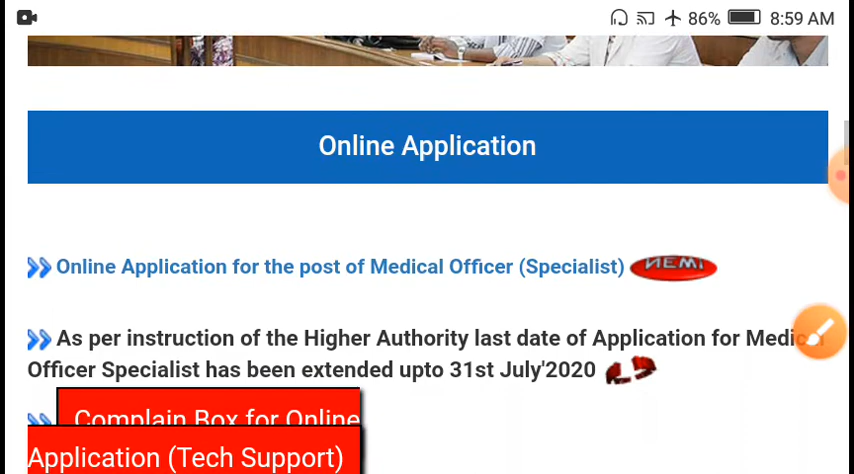 86% 8:59 AM
Online Application
Online Application for the post of Medical Officer (Specialist)
As per instruction of the Higher Authority last date of Application for Medical
Officer Specialist has been extended upto 31st July'2020
Complain Box for Online
Application (Tech Support)